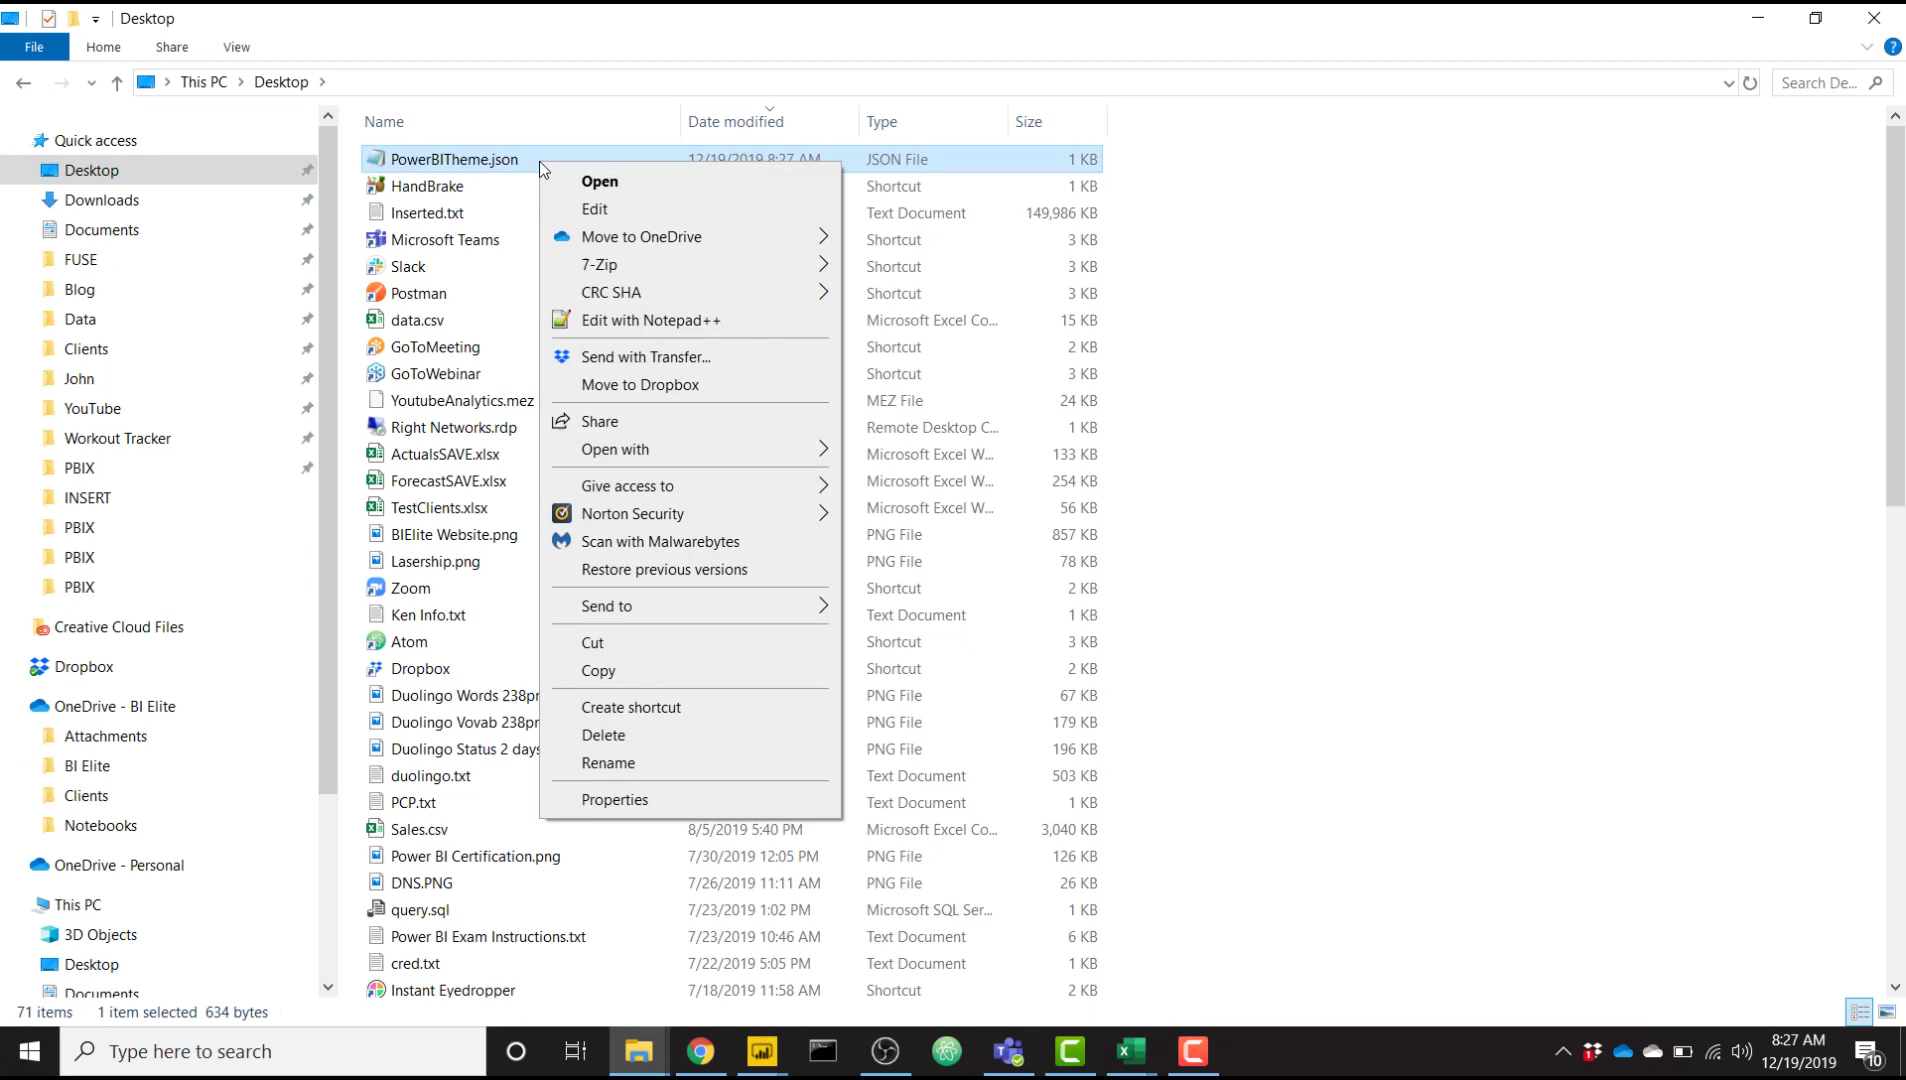 Desktop
File Home Share View
This PC Desktop Search De...
Name Date modified Type Size
Quick access
Desktop
Downloads
Documents
FUSE
Blog
Data
Clients
John
YouTube
Workout Tracker
PBIX
INSERT
PBIX
PBIX
PBIX
Creative Cloud Files
Dropbox
OneDrive - BI Elite
Attachments
BI Elite
Clients
Notebooks
OneDrive - Personal
This PC
3D Objects
Desktop
Documents
PowerBITheme.json 12/19/2019 8:27 AM JSON File 1 KB
HandBrake Shortcut 1 KB
Inserted.txt Text Document 149,986 KB
Microsoft Teams Shortcut 3 KB
Slack Shortcut 3 KB
Postman Shortcut 3 KB
data.csv Microsoft Excel Co... 15 KB
GoToMeeting Shortcut 2 KB
GoToWebinar Shortcut 3 KB
YoutubeAnalytics.mez MEZ File 24 KB
Right Networks.rdp Remote Desktop C... 1 KB
ActualsSAVE.xlsx Microsoft Excel W... 133 KB
ForecastSAVE.xlsx Microsoft Excel W... 254 KB
TestClients.xlsx Microsoft Excel W... 56 KB
BIElite Website.png PNG File 857 KB
Lasership.png PNG File 78 KB
Zoom Shortcut 2 KB
Ken Info.txt Text Document 1 KB
Atom Shortcut 3 KB
Dropbox Shortcut 2 KB
Duolingo Words 238pr PNG File 67 KB
Duolingo Vovab 238pr PNG File 179 KB
Duolingo Status 2 days PNG File 196 KB
duolingo.txt Text Document 503 KB
PCP.txt Text Document 1 KB
Sales.csv 8/5/2019 5:40 PM Microsoft Excel Co... 3,040 KB
Power BI Certification.png 7/30/2019 12:05 PM PNG File 126 KB
DNS.PNG 7/26/2019 11:11 AM PNG File 26 KB
query.sql 7/23/2019 1:02 PM Microsoft SQL Ser... 1 KB
Power BI Exam Instructions.txt 7/23/2019 10:46 AM Text Document 6 KB
cred.txt 7/22/2019 5:05 PM Text Document 1 KB
Instant Eyedropper 7/18/2019 11:58 AM Shortcut 2 KB
Open
Edit
Move to OneDrive
7-Zip
CRC SHA
Edit with Notepad++
Send with Transfer...
Move to Dropbox
Share
Open with
Give access to
Norton Security
Scan with Malwarebytes
Restore previous versions
Send to
Cut
Copy
Create shortcut
Delete
Rename
Properties
71 items 1 item selected 634 bytes
Type here to search
8:27 AM
12/19/2019
10